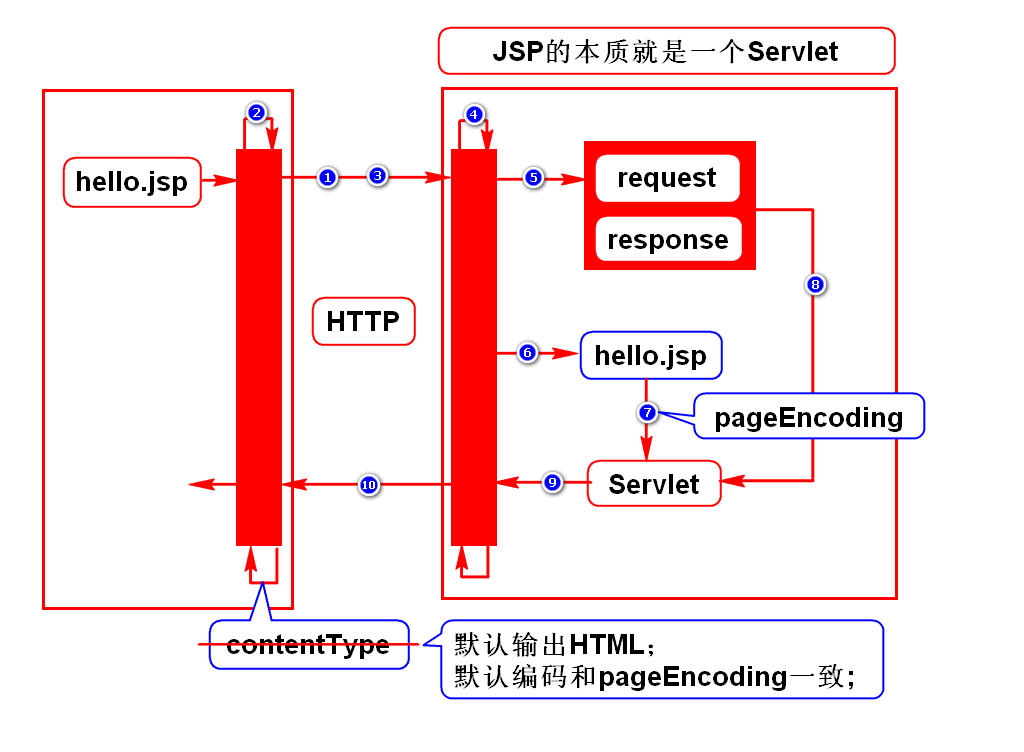 JSP的本质就是一个Servlet
2
4
hello.jsp
1
3
5
request
response
8
HTTP
6
hello.jsp
7
pageEncoding
10
9
Servlet
contentType
默认输出HTML；
默认编码和pageEncoding一致；